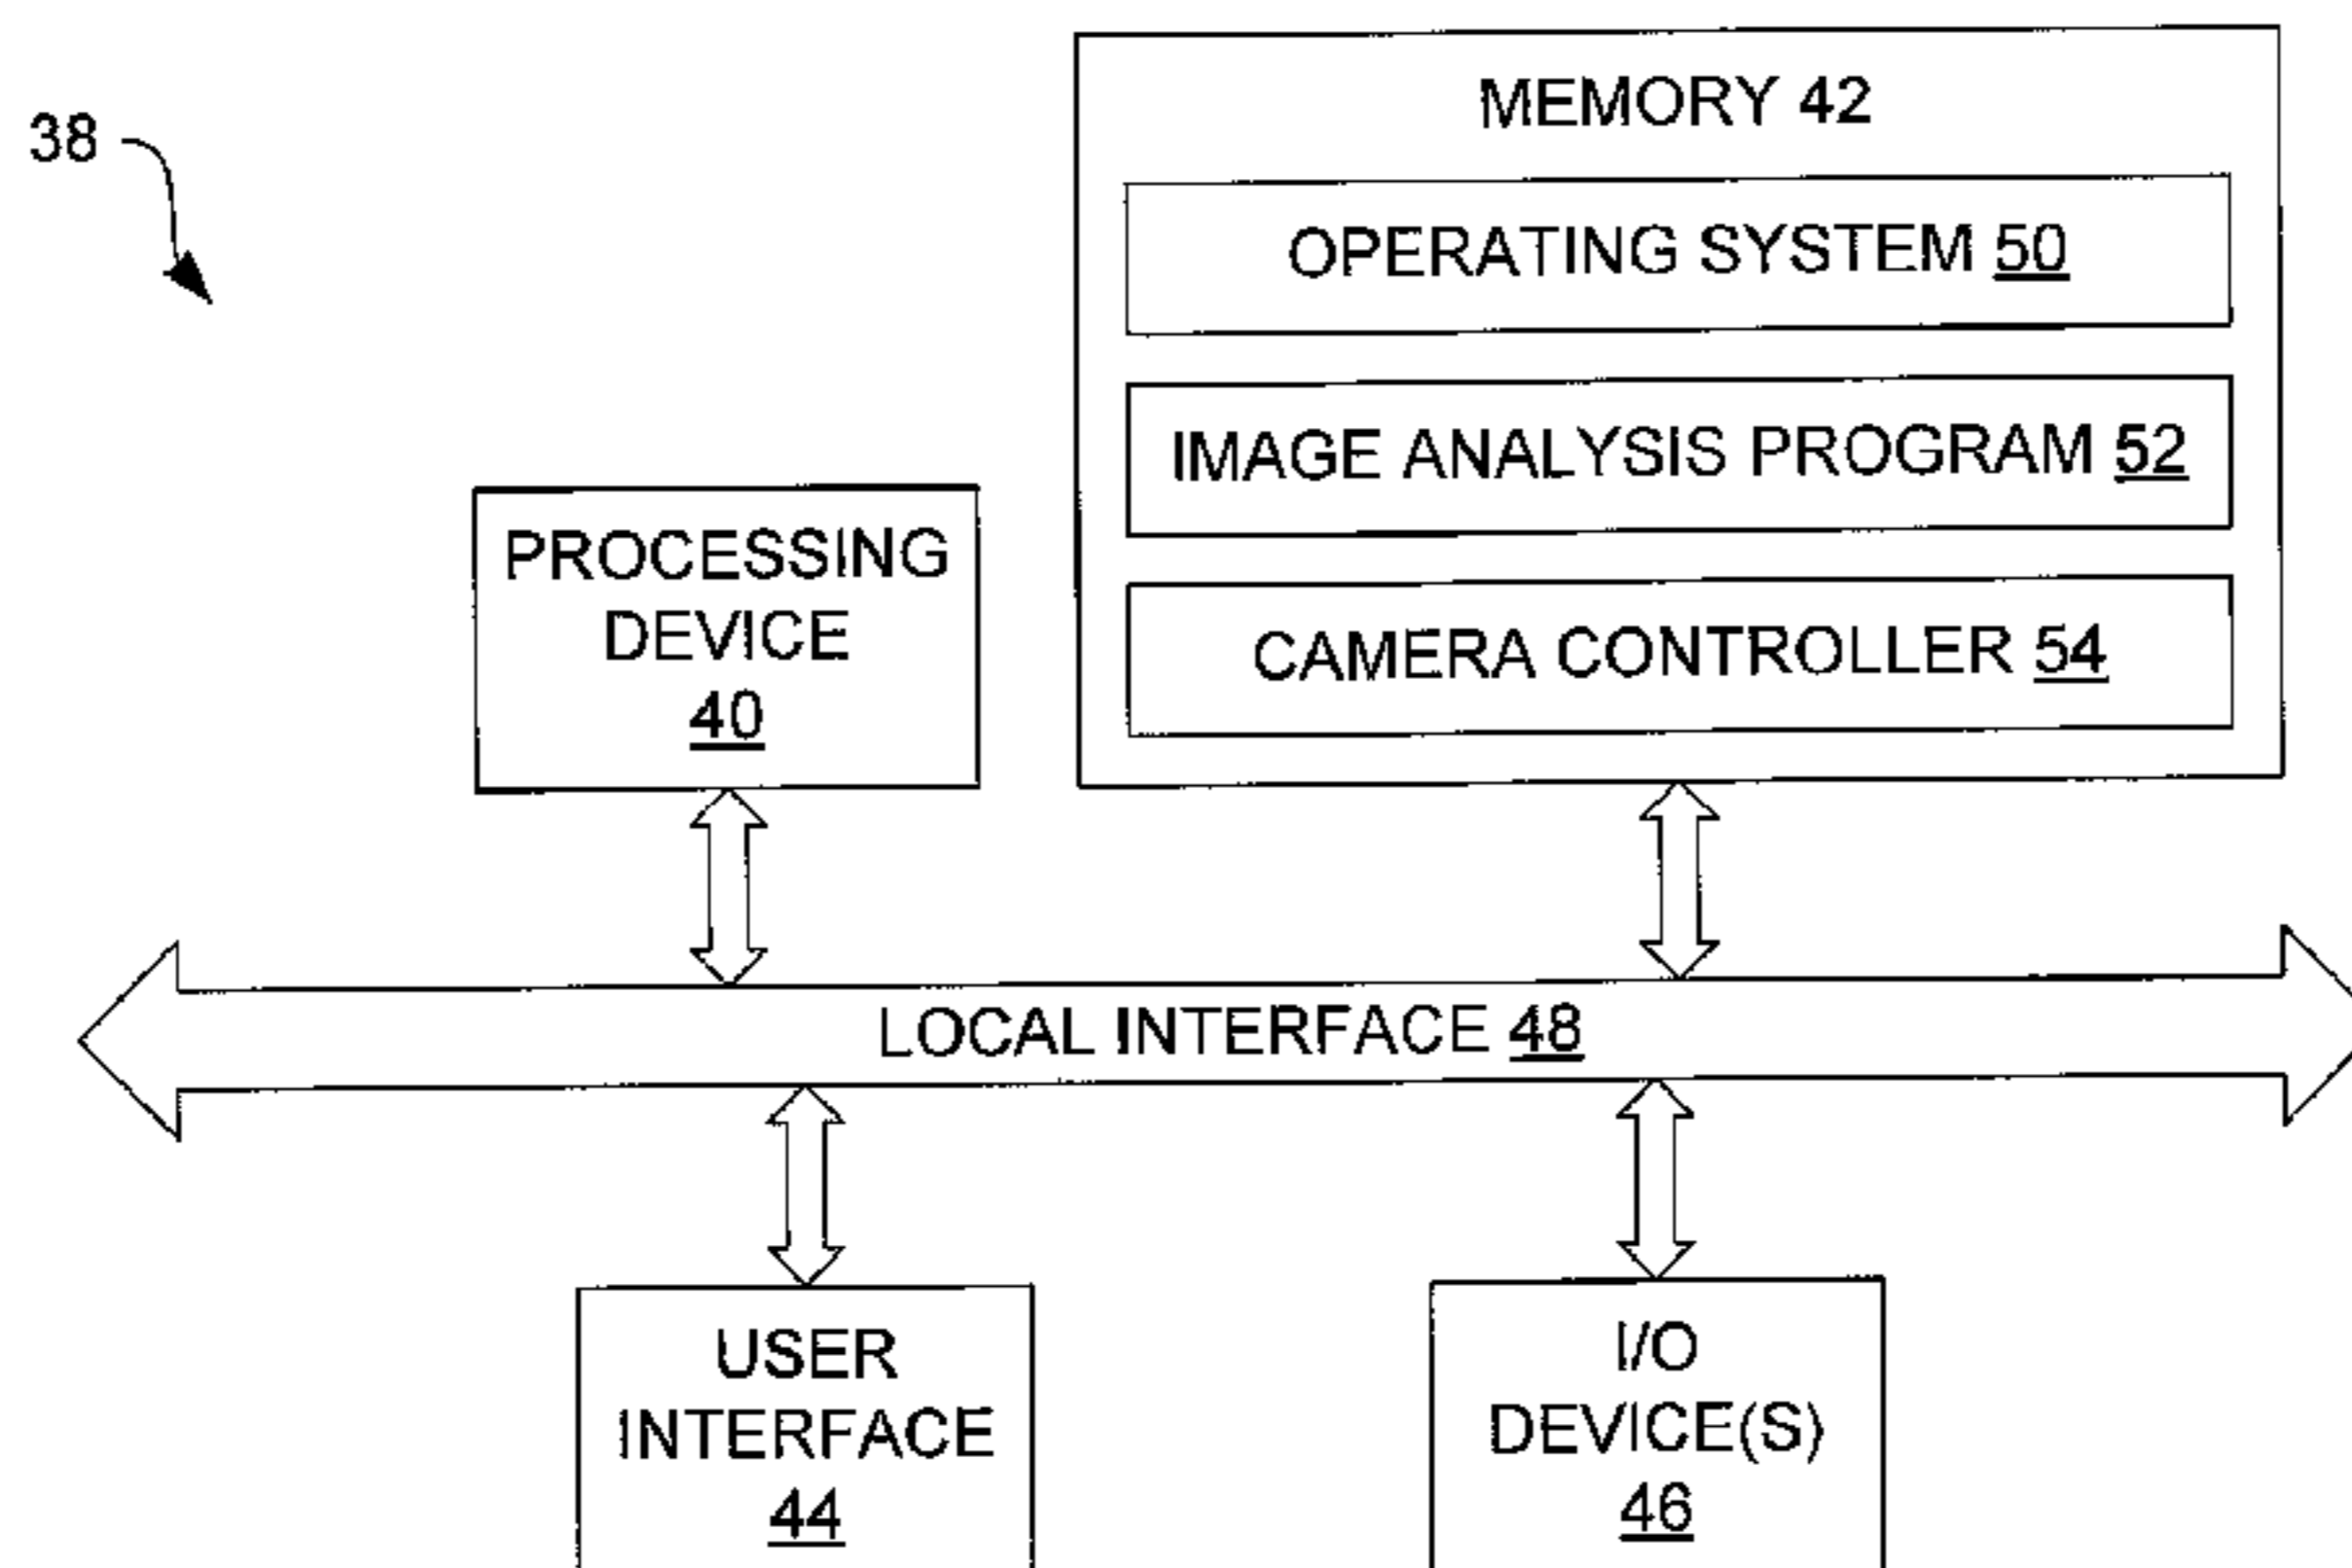 38
MEMORY 42
OPERATING SYSTEM 50
IMAGE ANALYSIS PROGRAM 52
CAMERA CONTROLLER 54
PROCESSING
DEVICE
40
LOCAL INTERFACE 48
USER
INTERFACE
44
I/O
DEVICE(S)
46